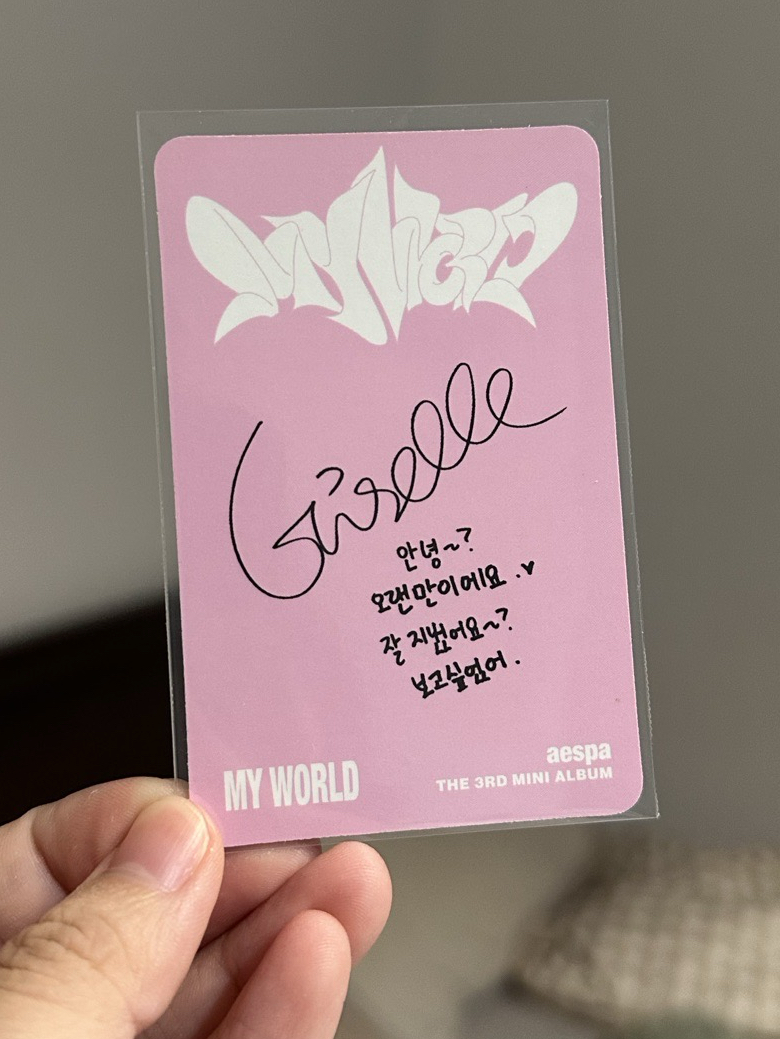 MY WORLD
Giselle
안녕~?
오랜만이에요.♥
잘 지냈어요~?
보고싶었어.
MY WORLD
aespa
THE 3RD MINI ALBUM